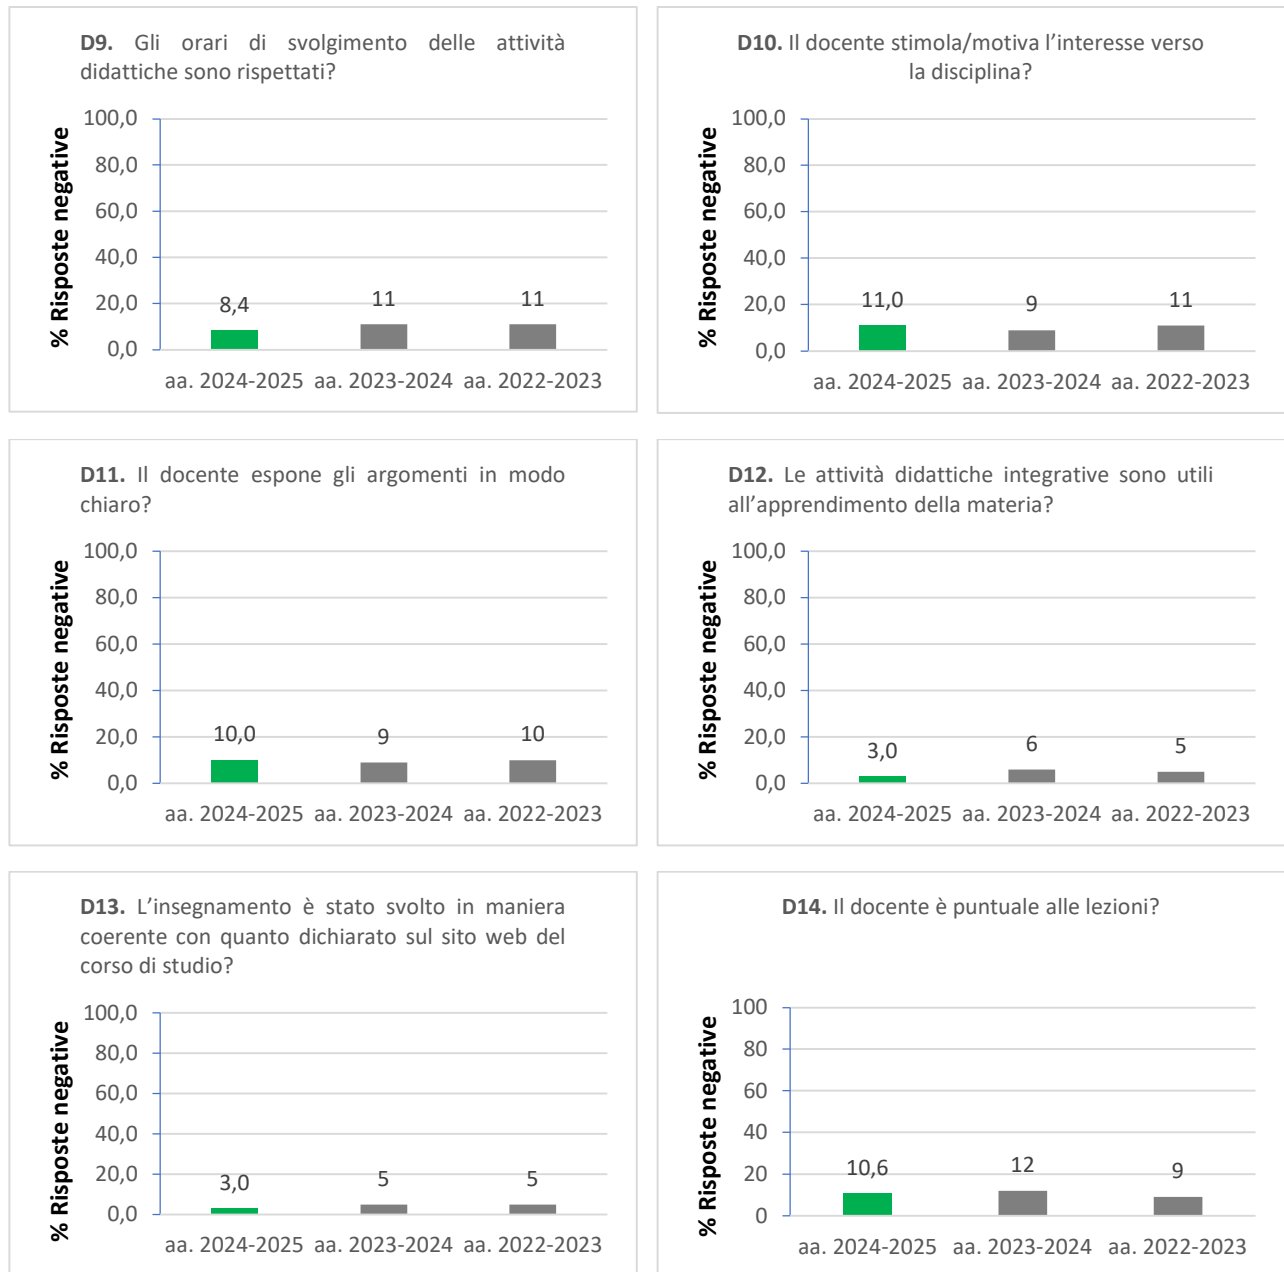 D9. Gli orari di svolgimento delle attività
didattiche sono rispettati?
% Risposte negative
100,0
80,0
60,0
40,0
20,0
0,0
8,4
11
11
aa. 2024-2025 aa. 2023-2024 aa. 2022-2023
D10. Il docente stimola/motiva l’interesse verso
la disciplina?
% Risposte negative
100,0
80,0
60,0
40,0
20,0
0,0
11,0
9
11
aa. 2024-2025 aa. 2023-2024 aa. 2022-2023
D11. Il docente espone gli argomenti in modo
chiaro?
% Risposte negative
100,0
80,0
60,0
40,0
20,0
0,0
10,0
9
10
aa. 2024-2025 aa. 2023-2024 aa. 2022-2023
D12. Le attività didattiche integrative sono utili
all’apprendimento della materia?
% Risposte negative
100,0
80,0
60,0
40,0
20,0
0,0
3,0
6
5
aa. 2024-2025 aa. 2023-2024 aa. 2022-2023
D13. L’insegnamento è stato svolto in maniera
coerente con quanto dichiarato sul sito web del
corso di studio?
% Risposte negative
100,0
80,0
60,0
40,0
20,0
0,0
3,0
5
5
aa. 2024-2025 aa. 2023-2024 aa. 2022-2023
D14. Il docente è puntuale alle lezioni?
% Risposte negative
100
80
60
40
20
0
10,6
12
9
aa. 2024-2025 aa. 2023-2024 aa. 2022-2023